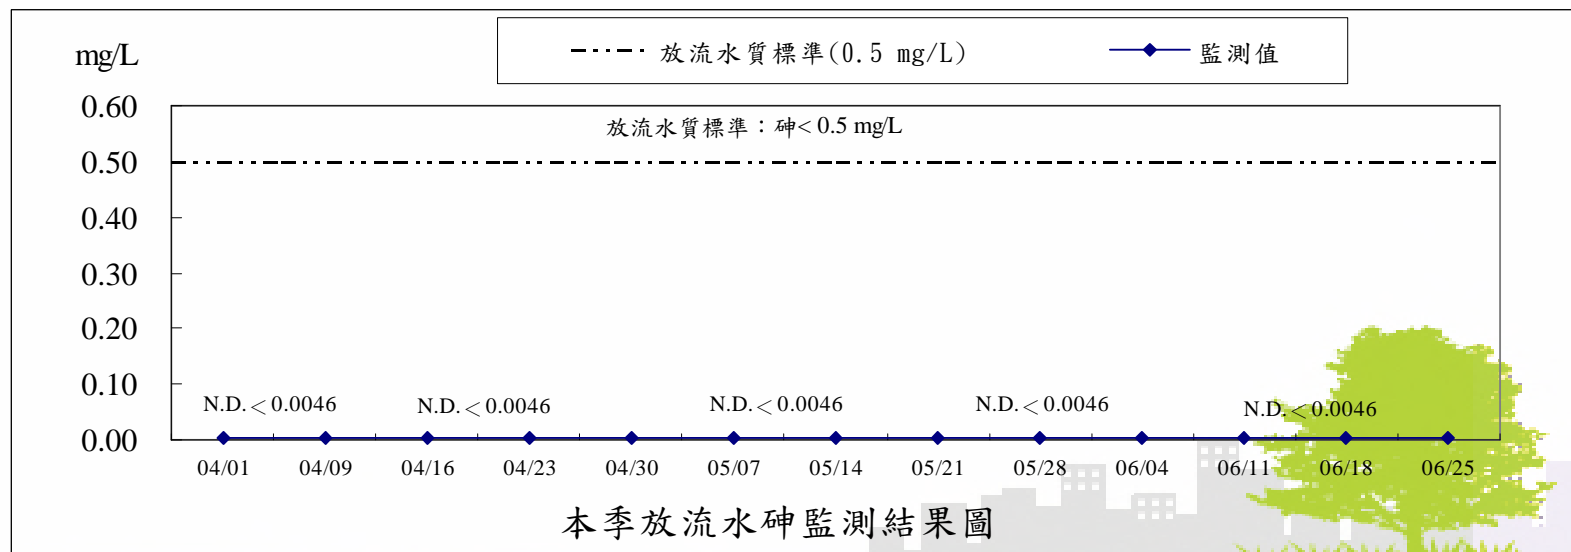 mg/L
放流水質標準(0.5 mg/L) 監測值
放流水質標準：砷< 0.5 mg/L
0.60
0.50
0.40
0.30
0.20
0.10
0.00
N.D.＜0.0046 N.D.＜0.0046 N.D.＜0.0046 N.D.＜0.0046 N.D.＜0.0046
04/01 04/09 04/16 04/23 04/30 05/07 05/14 05/21 05/28 06/04 06/11 06/18 06/25
本季放流水砷監測結果圖